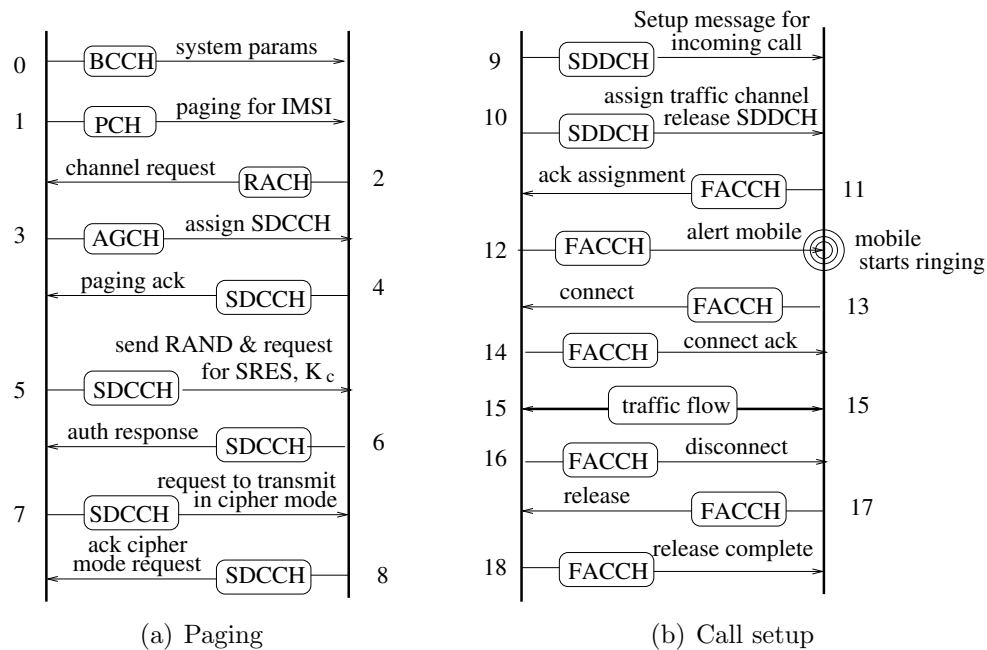 0 BCCH system params
1 PCH paging for IMSI
channel request RACH 2
3 AGCH assign SDCCH
paging ack SDCCH 4
send RAND & request
for SRES, K c
5 SDCCH
auth response SDCCH 6
request to transmit
in cipher mode
7 SDCCH
ack cipher
mode request SDCCH 8
(a) Paging
Setup message for
incoming call
9 SDDCH
assign traffic channel
release SDDCH
10 SDDCH
ack assignment FACCH 11
12 FACCH alert mobile
mobile
starts ringing
connect FACCH 13
14 FACCH connect ack
15 traffic flow 15
16 FACCH disconnect
release FACCH 17
18 FACCH release complete
(b) Call setup